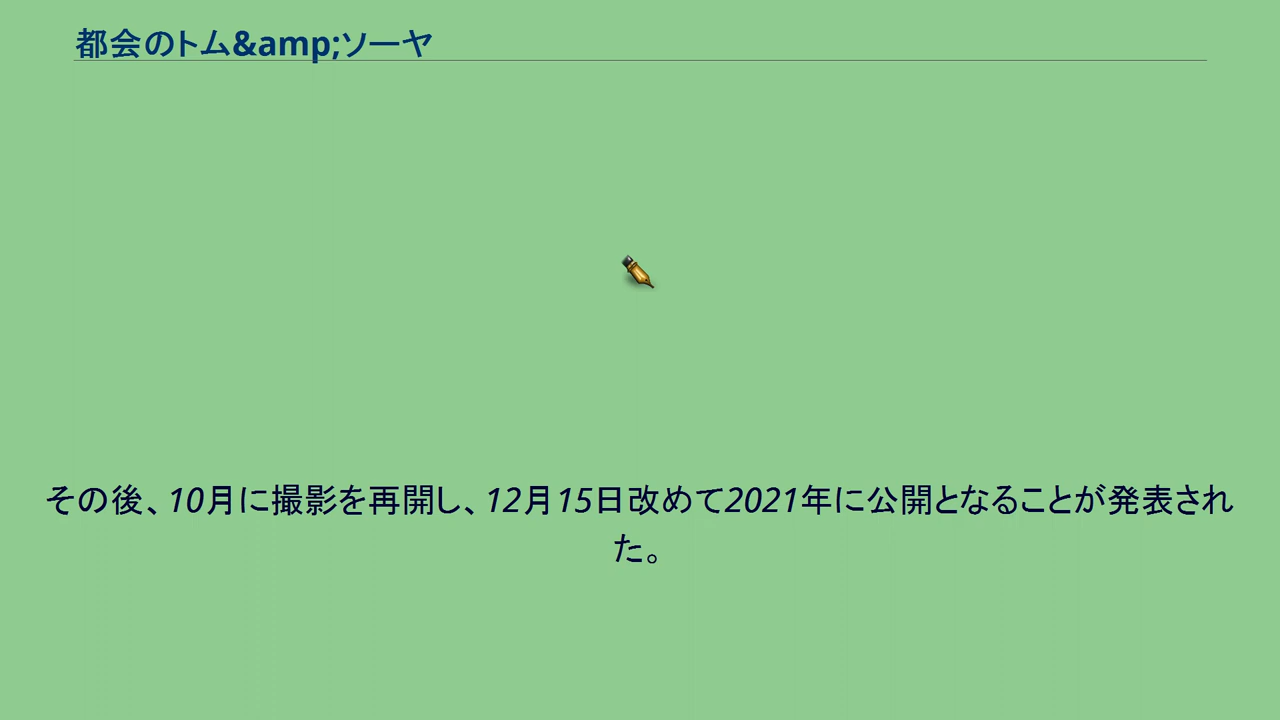 都会のトム&amp;ソーヤ
その後、10月に撮影を再開し、12月15日改めて2021年に公開となることが発表され
た。